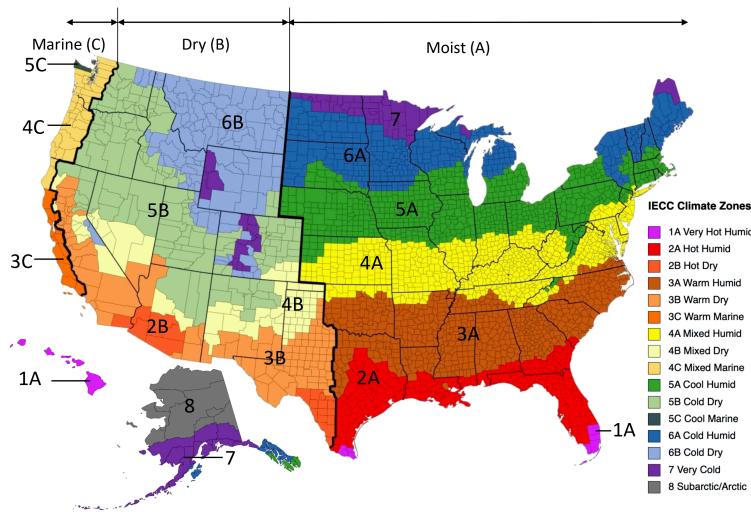 Marine (C)
Dry (B)
Moist (A)
5C
4C
6B
7
6A
5B
5A
3C
4A
4B
2B
3A
3B
2A
1A
8
7
1A
IECC Climate Zones
1A Very Hot Humid
2A Hot Humid
2B Hot Dry
3A Warm Humid
3B Warm Dry
3C Warm Marine
4A Mixed Humid
4B Mixed Dry
4C Mixed Marine
5A Cool Humid
5B Cold Dry
5C Cool Marine
6A Cold Humid
6B Cold Dry
7 Very Cold
8 Subarctic/Arctic